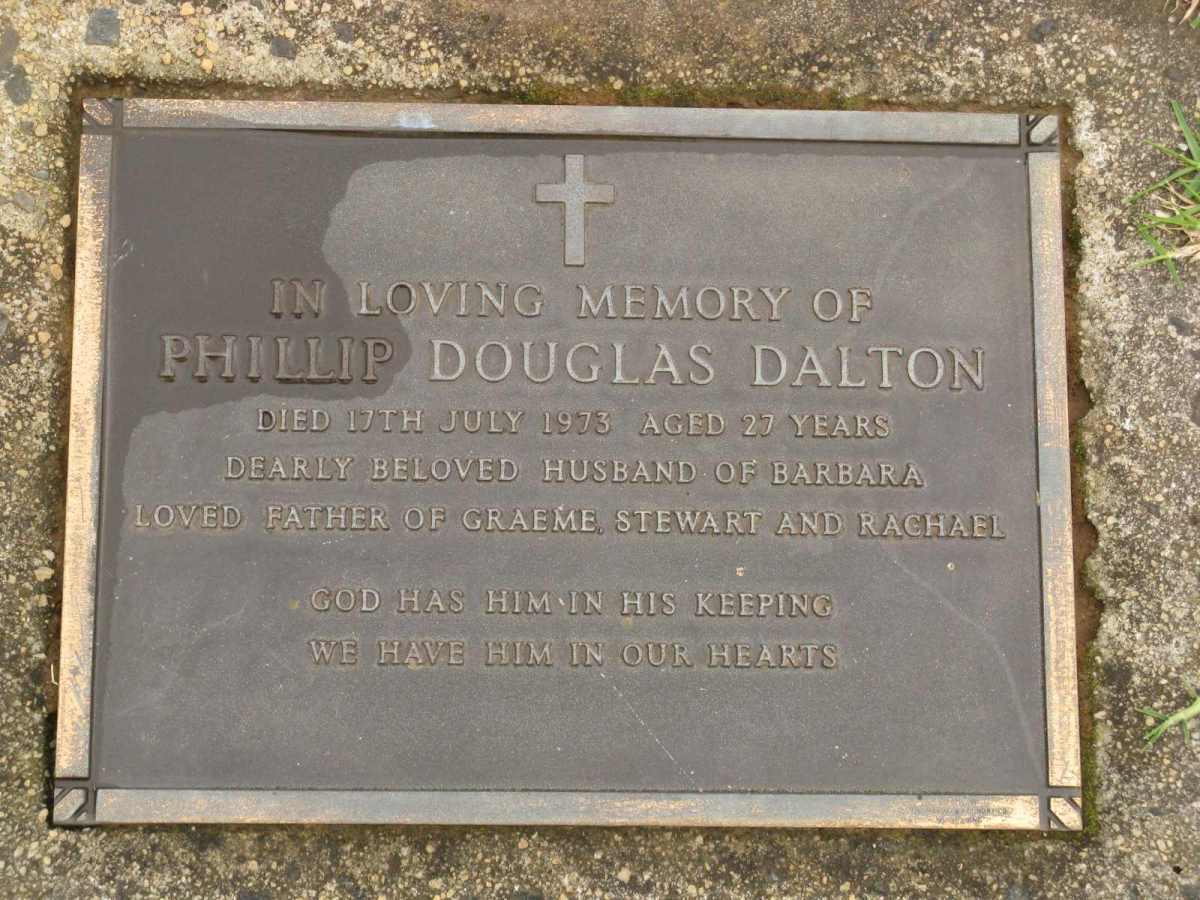 IN LOVING MEMORY OF
PHILLIP DOUGLAS DALTON
DIED 17TH JULY 1973 AGED 27 YEARS
DEARLY BELOVED HUSBAND OF BARBARA
LOVED FATHER OF GRAEME, STEWART AND RACHAEL
GOD HAS HIM IN HIS KEEPING
WE HAVE HIM IN OUR HEARTS